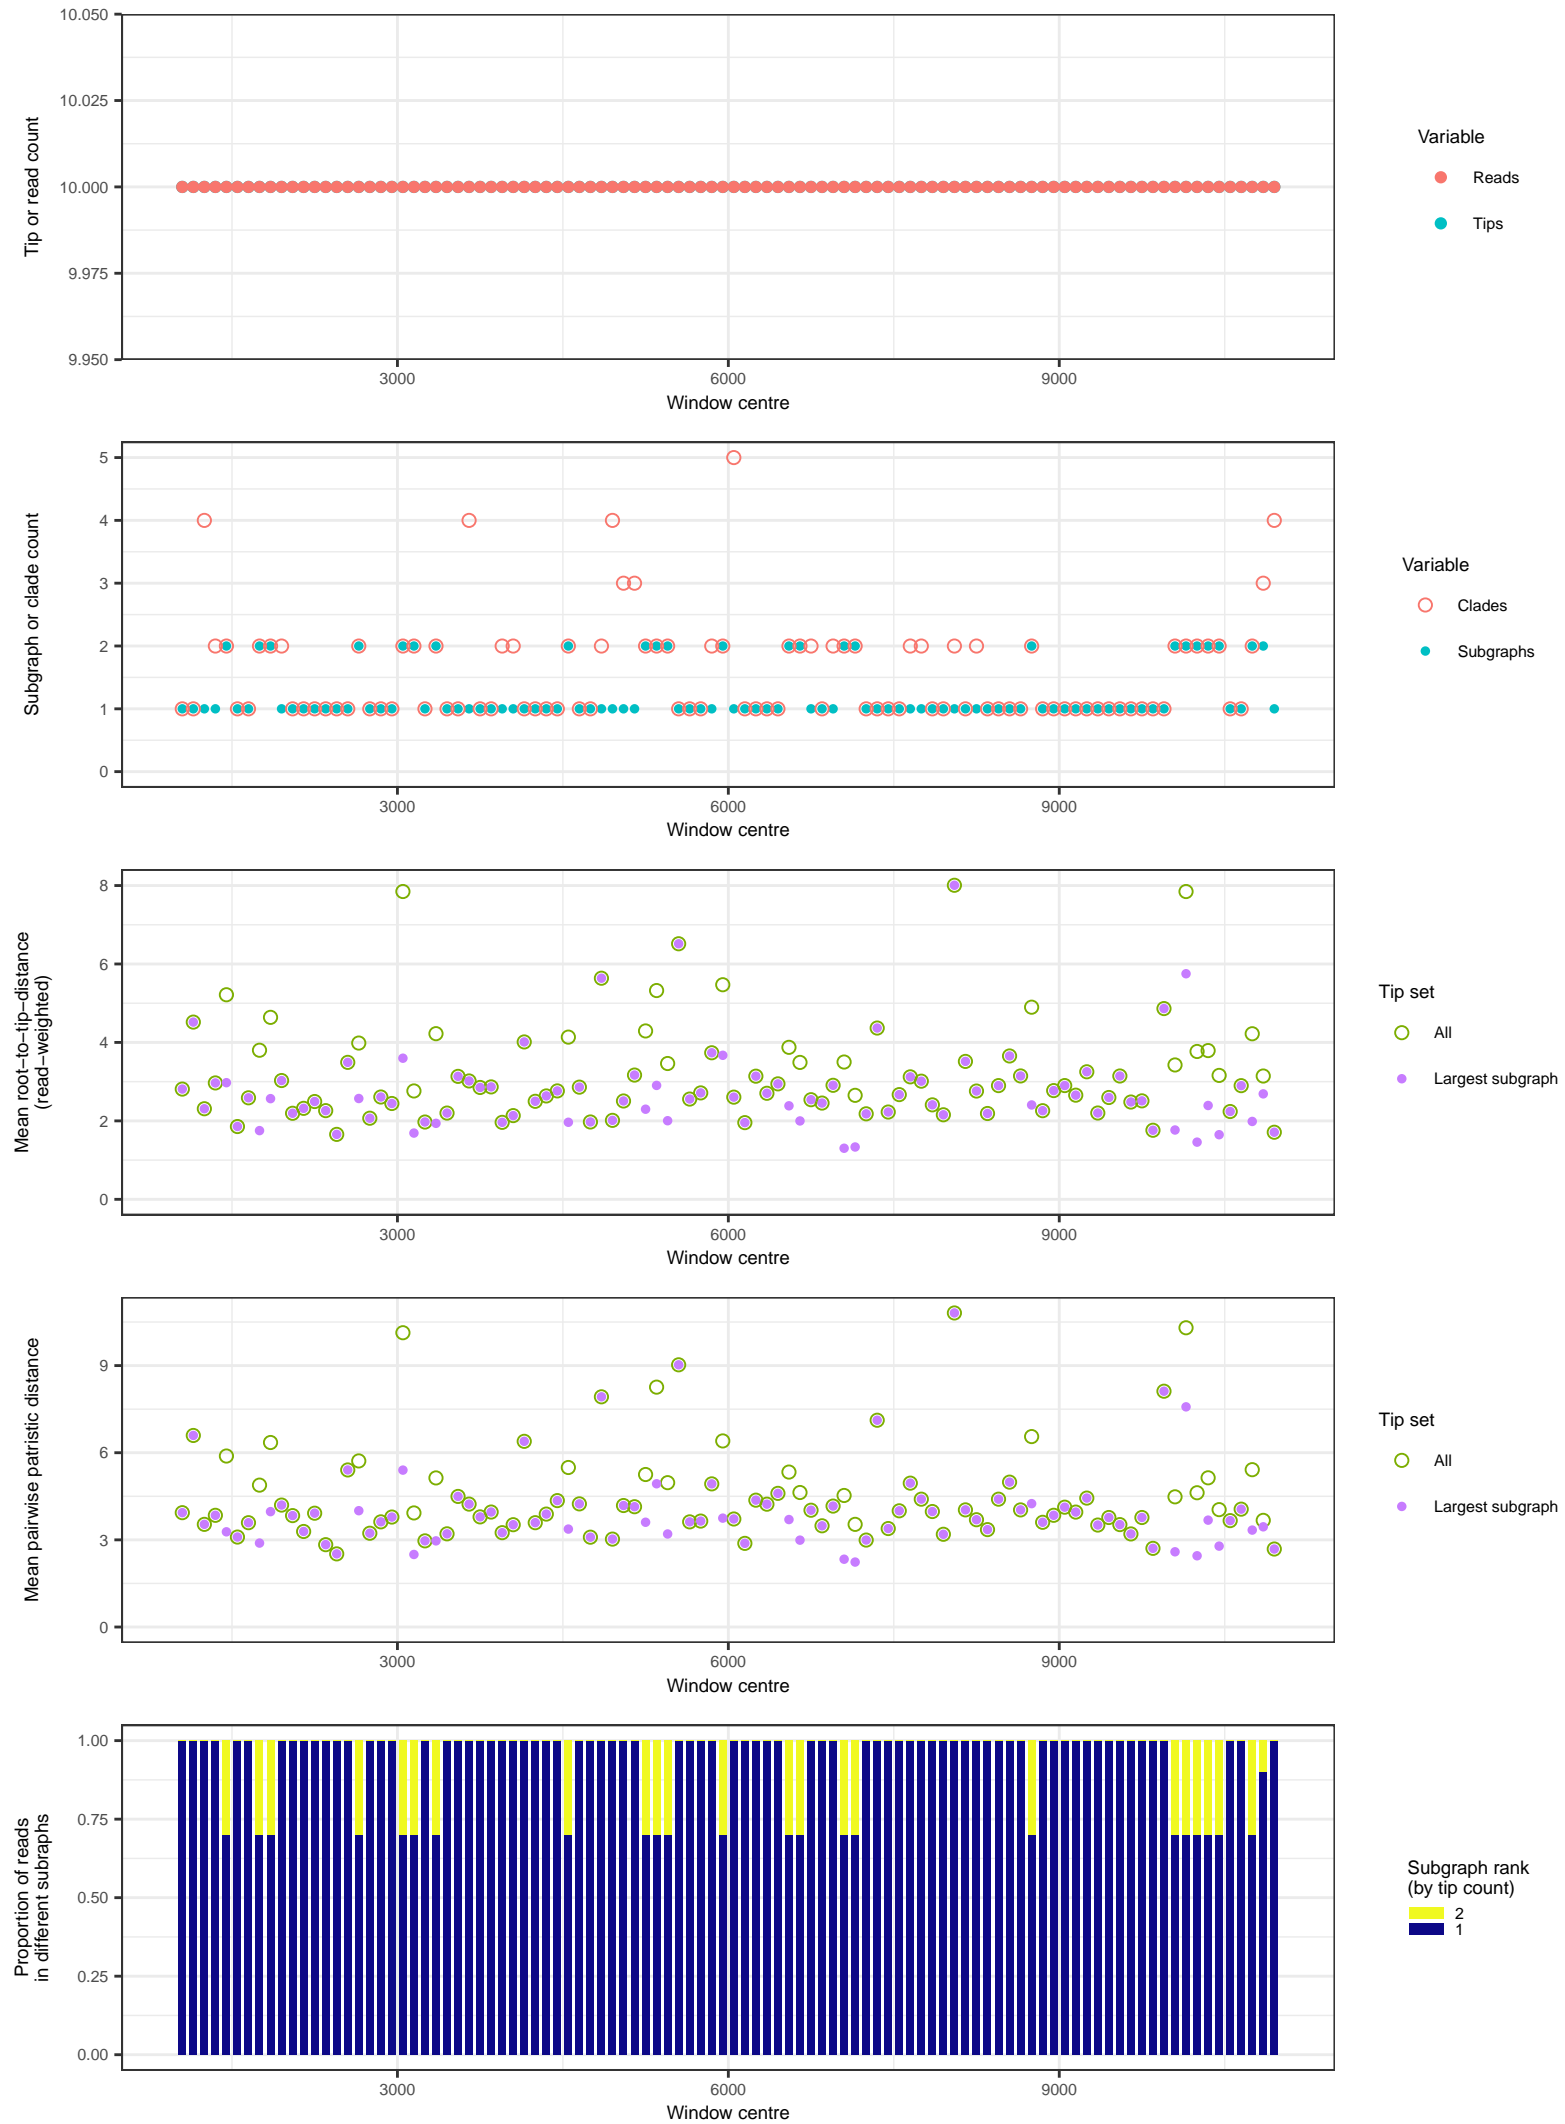 10.050
10.025
10.000
9.975
9.950
Tip or read count
3000 6000 9000
Window centre
Variable
Reads
Tips
5
4
3
2
1
0
Subgraph or clade count
3000 6000 9000
Window centre
Variable
Clades
Subgraphs
8
6
4
2
0
Mean root−to−tip−distance
(read−weighted)
3000 6000 9000
Window centre
Tip set
All
Largest subgraph
9
6
3
0
Mean pairwise patristic distance
3000 6000 9000
Window centre
Tip set
All
Largest subgraph
1.00
0.75
0.50
0.25
0.00
Proportion of reads
in different subraphs
3000 6000 9000
Window centre
Subgraph rank
(by tip count)
2
1